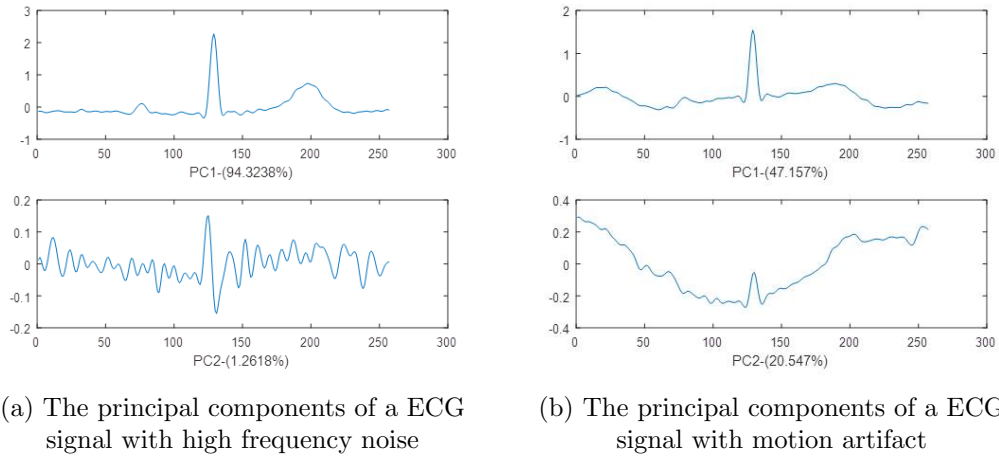 3
2
1
0
-1
0 50 100 150 200 250 300
PC1-(94.3238%)
0.2
0.1
0
-0.1
-0.2
0 50 100 150 200 250 300
PC2-(1.2618%)
(a) The principal components of a ECG
signal with high frequency noise
2
1
0
-1
0 50 100 150 200 250 300
PC1-(47.157%)
0.4
0.2
0
-0.2
-0.4
0 50 100 150 200 250 300
PC2-(20.547%)
(b) The principal components of a ECG
signal with motion artifact